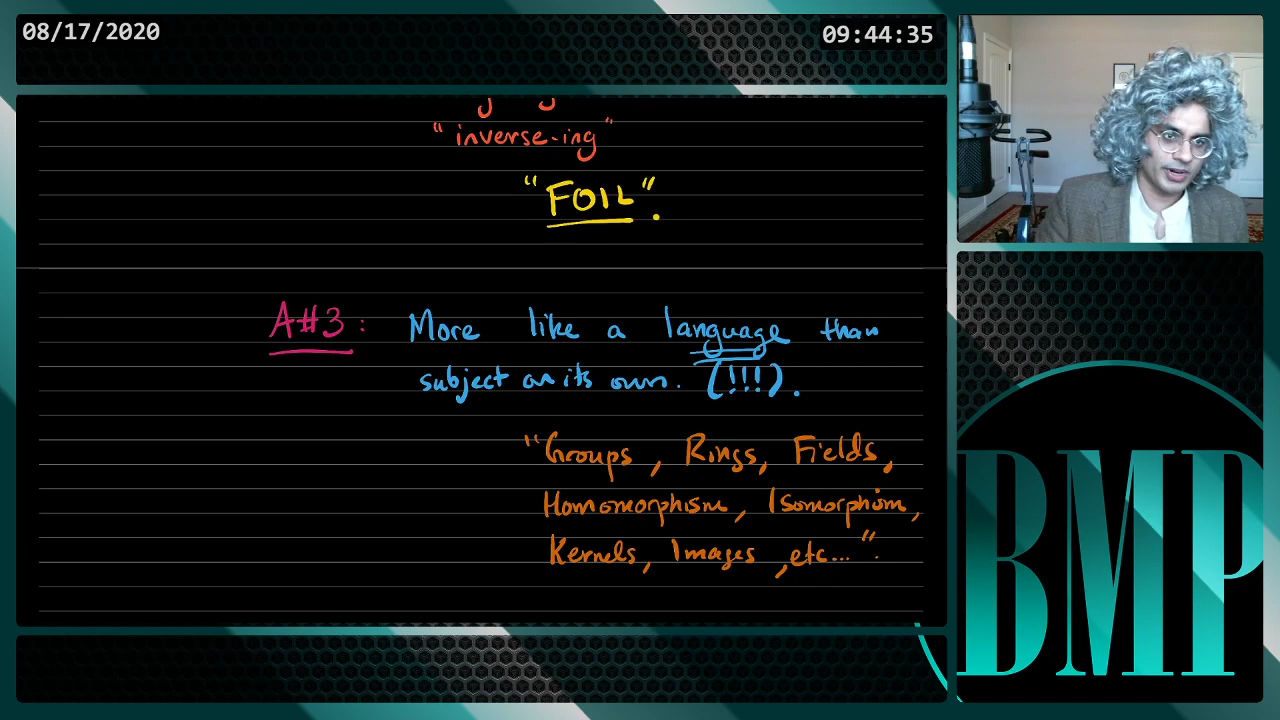 08/17/2020
09:44:35
"inverse-ing"
"FOIL".
A#3: More like a language than
subject on its own. (!!!).
"Groups, Rings, Fields,
Homomorphism, Isomorphism,
Kernels, Images, etc...".
BMP